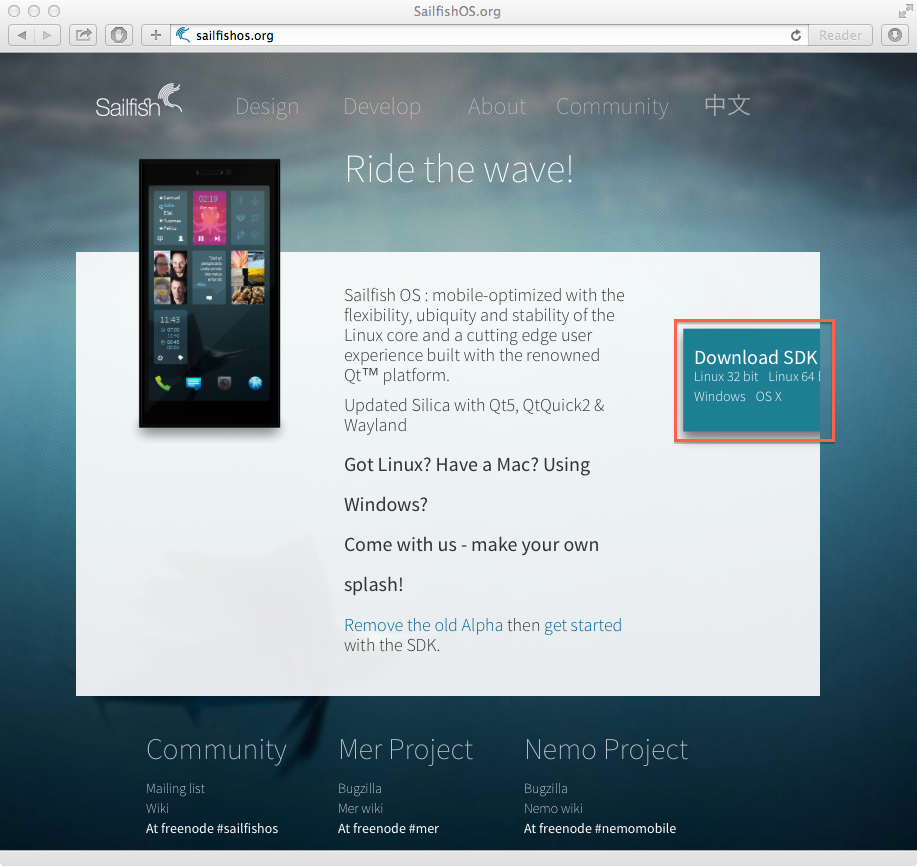 SailfishOS.org
sailfishos.org
Reader
Sailfish
Design
Develop
About
Community
中文
Ride the wave!
02:19
11:43
Sailfish OS : mobile-optimized with the
flexibility, ubiquity and stability of the
Linux core and a cutting edge user
experience built with the renowned
Qt™ platform.
Updated Silica with Qt5, QtQuick2 &
Wayland
Got Linux? Have a Mac? Using
Windows?
Come with us - make your own
splash!
Remove the old Alpha then get started
with the SDK.
Download SDK
Linux 32 bit Linux 64
Windows OS X
Community
Mailing list
Wiki
At freenode #sailfishos
Mer Project
Bugzilla
Mer wiki
At freenode #mer
Nemo Project
Bugzilla
Nemo wiki
At freenode #nemomobile